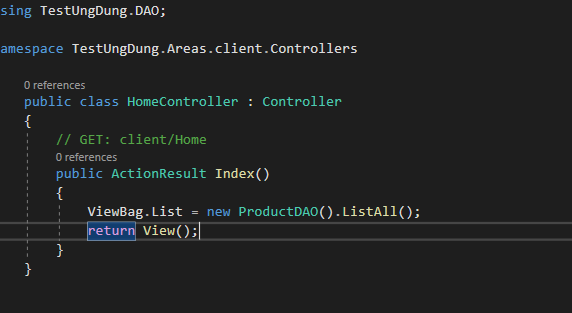 sing TestUngDung.DAO;
amespace TestUngDung.Areas.client.Controllers
0 references
public class HomeController : Controller
{
// GET: client/Home
0 references
public ActionResult Index()
{
ViewBag.List = new ProductDAO().ListAll();
return View();
}
}